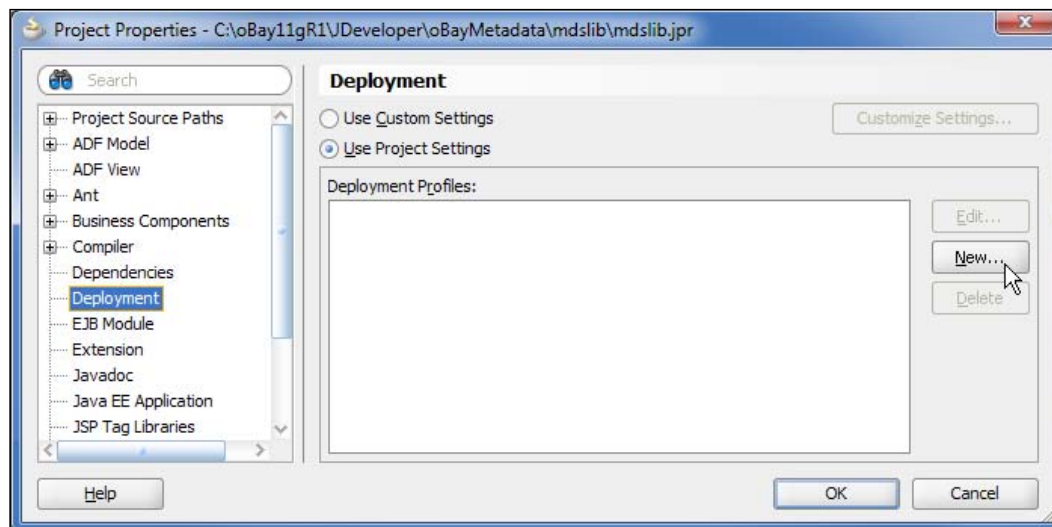 Project Properties - C:\oBay11gR1\JDeveloper\oBayMetadata\mdslib\mdslib.jpr
Search
Project Source Paths
ADF Model
ADF View
Ant
Business Components
Compiler
Dependencies
Deployment
EJB Module
Extension
Javadoc
Java EE Application
JSP Tag Libraries
Deployment
Use Custom Settings
Customize Settings...
Use Project Settings
Deployment Profiles:
Edit...
New...
Delete
Help
OK
Cancel